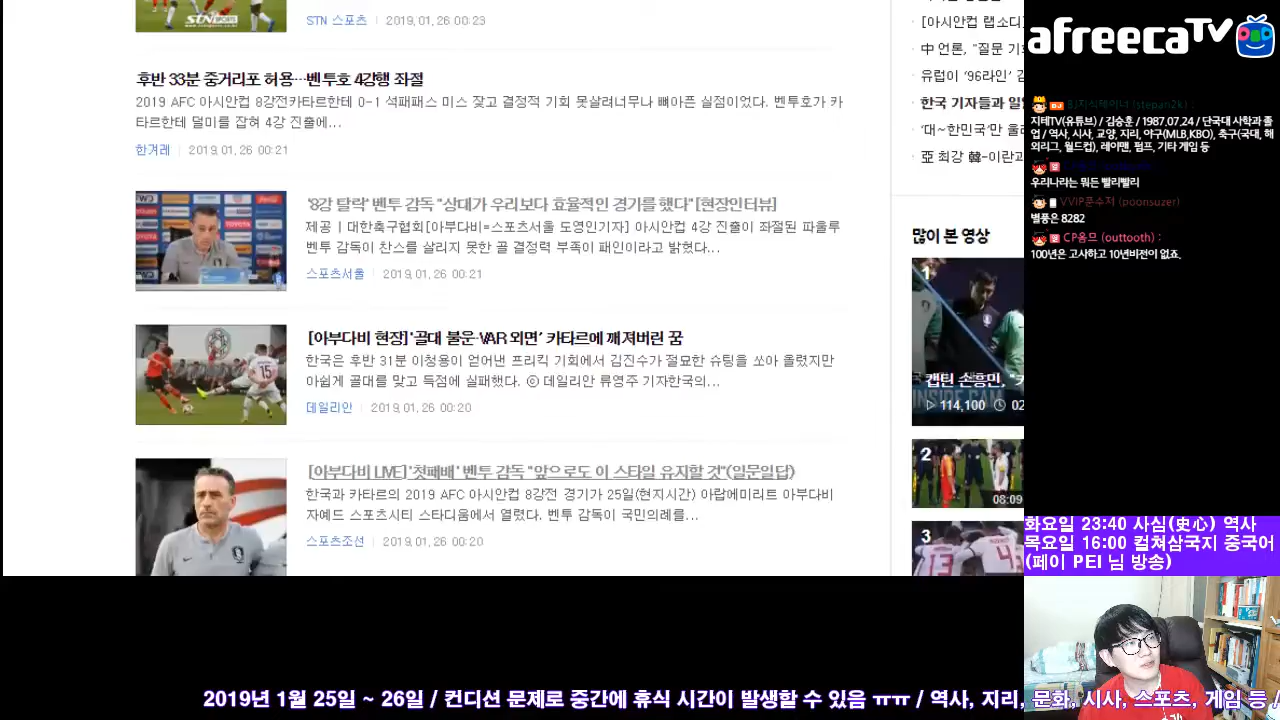 STN 스포츠 2019.01.26 00:23
후반 33분 중거리포 허용…벤투호 4강행 좌절
2019 AFC 아시안컵 8강전카타르한테 0-1 석패패스 미스 잦고 결정적 기회 못살려너무나 뼈아픈 실점이었다. 벤투호가 카
타르한테 덜미를 잡혀 4강 진출에...
한겨레 2019.01.26 00:21
'8강 탈락' 벤투 감독 "상대가 우리보다 효율적인 경기를 했다"[현장인터뷰]
제공 | 대한축구협회[아부다비=스포츠서울 도영인기자] 아시안컵 4강 진출이 좌절된 파울루
벤투 감독이 찬스를 살리지 못한 골 결정력 부족이 패인이라고 밝혔다...
스포츠서울 2019.01.26 00:21
[아부다비 현장]'골대 불운·VAR 외면' 카타르에 깨져버린 꿈
한국은 후반 31분 이청용이 얻어낸 프리킥 기회에서 김진수가 절묘한 슈팅을 쏘아 올렸지만
아쉽게 골대를 맞고 득점에 실패했다. ⓒ 데일리안 류영주 기자한국의...
데일리안 2019.01.26 00:20
[아부다비 LIVE]'첫패배' 벤투 감독 "앞으로도 이 스타일 유지할 것"(일문일답)
한국과 카타르의 2019 AFC 아시안컵 8강전 경기가 25일(현지시간) 아랍에미리트 아부다비
자예드 스포츠시티 스타디움에서 열렸다. 벤투 감독이 국민의례를...
스포츠조선 2019.01.26 00:20
[아시안컵 랩소디]
中 언론, "질문 기
유럽이 '96라인' 김
한국 기자들과 일
'대~한민국'만 울려
亞 최강 韓-이란과
많이 본 영상
1
캡틴 손흥민, "카
114,100 02
2
08:09
3
afreecaTV
BJ지식테이너 (stepan2k) :
지테TV(유튜브) / 김승훈 / 1987.07.24 / 단국대 사학과 졸
업 / 역사, 시사, 교양, 지리, 야구(MLB,KBO), 축구(국대, 해
외리그, 월드컵), 레이맨, 펌프, 기타 게임 등
우리나라는 뭐든 빨리빨리
VVIP푼수저 (poonsuzer)
별풍은 8282
CP옴므 (outtooth) :
100년은 고사하고 10년비전이 없죠.
화요일 23:40 사심(史心) 역사
목요일 16:00 컬쳐삼국지 중국어
(페이 PEI 님 방송)
2019년 1월 25일 ~ 26일 / 컨디션 문제로 중간에 휴식 시간이 발생할 수 있음 ㅠㅠ / 역사, 지리, 문화, 시사, 스포츠, 게임 등 /